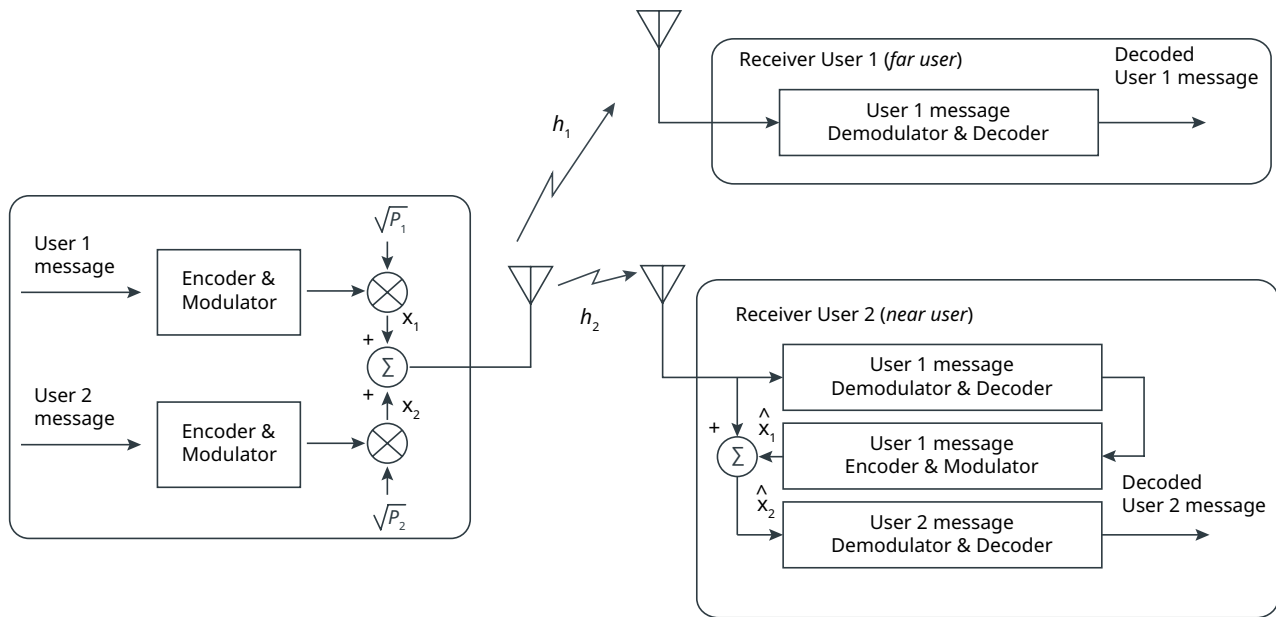 Receiver User 1 (far user)
Decoded
User 1 message
User 1 message
Demodulator & Decoder
h₁
√P₁
User 1
message
Encoder &
Modulator
x₁
+
Σ
+
x₂
User 2
message
Encoder &
Modulator
√P₂
h₂
Receiver User 2 (near user)
User 1 message
Demodulator & Decoder
+
x̂₁
Σ
User 1 message
Encoder & Modulator
x̂₂
Decoded
User 2 message
User 2 message
Demodulator & Decoder